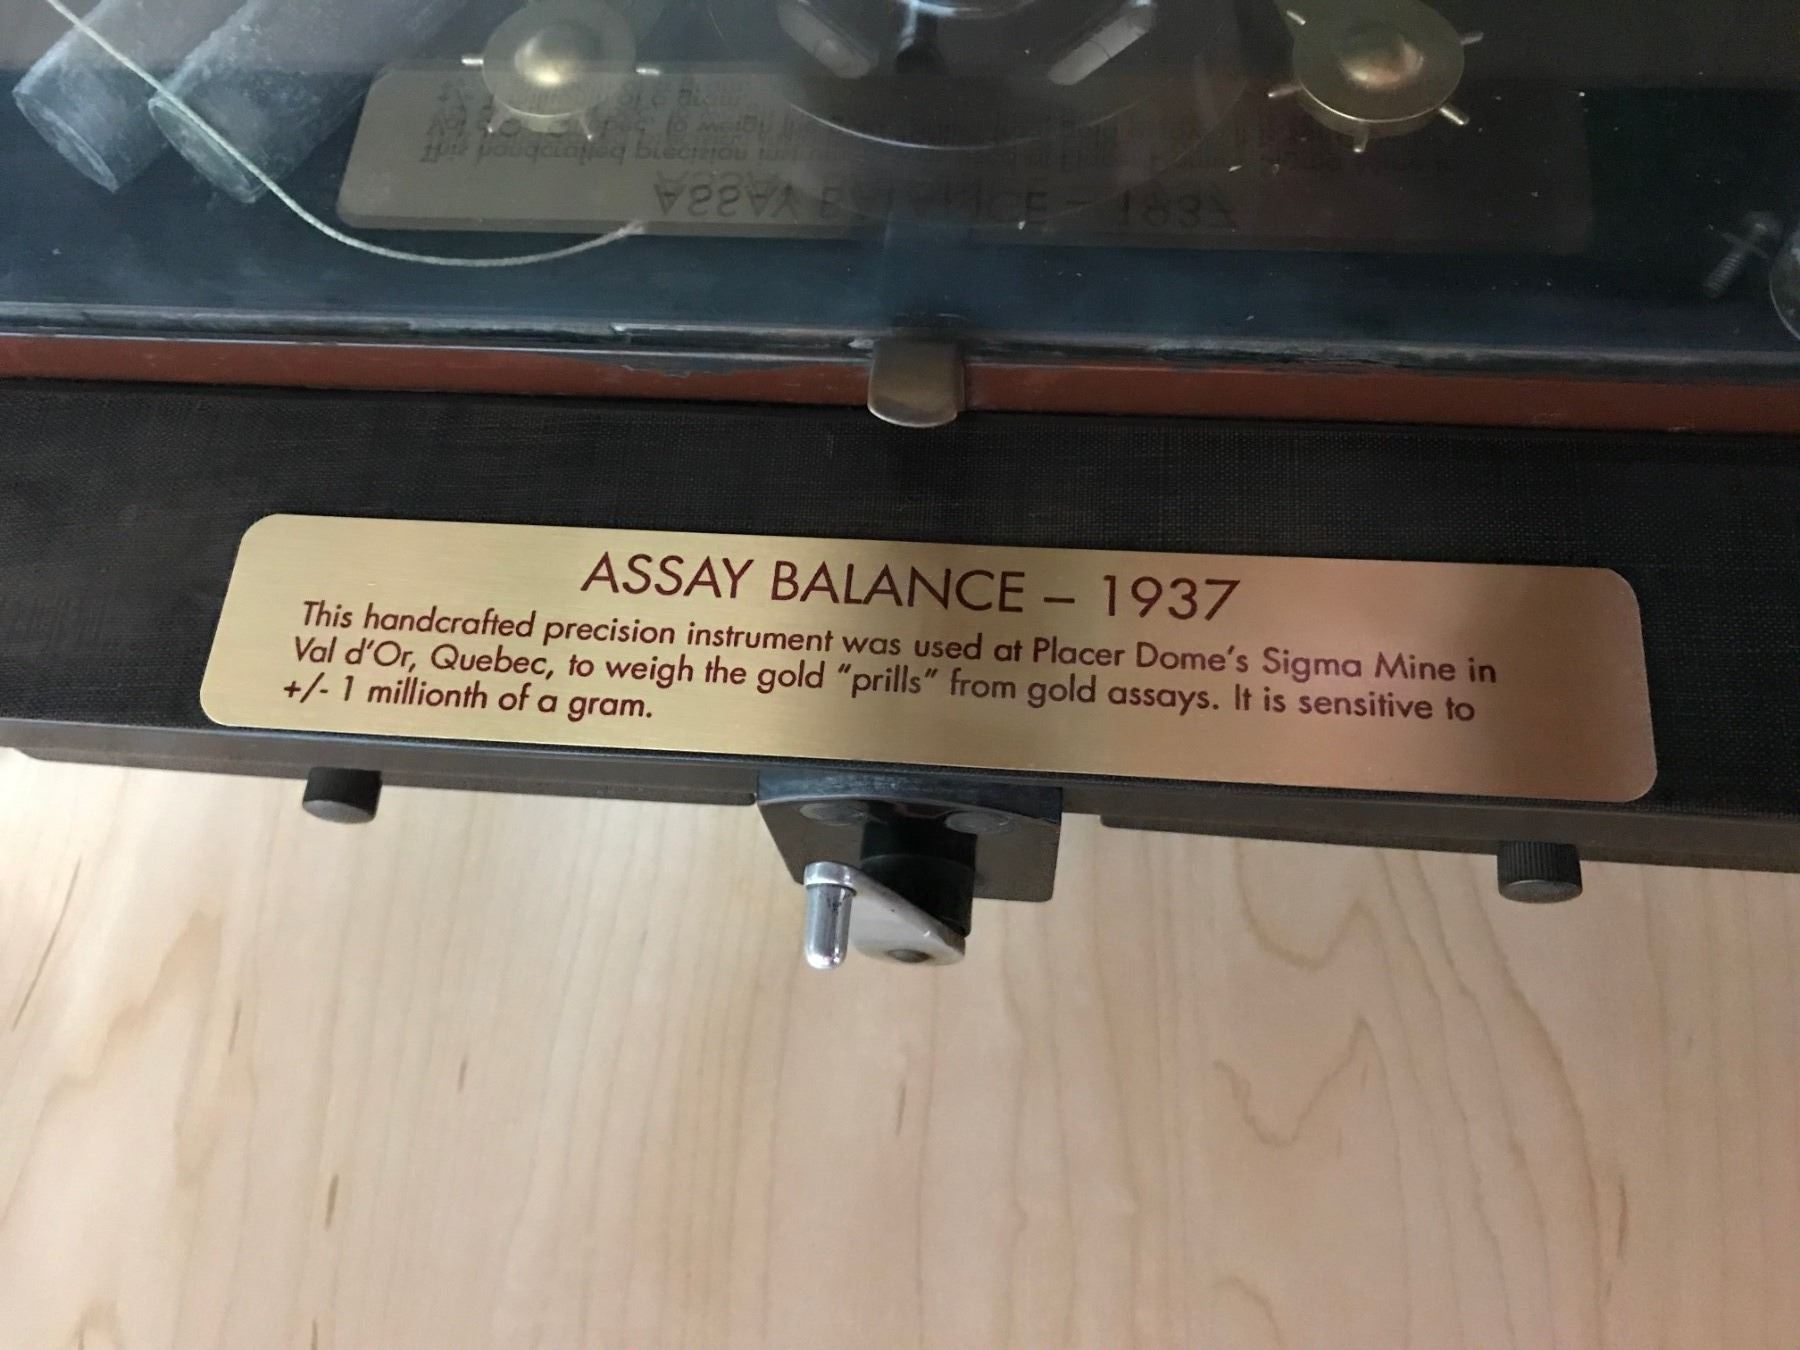 ASSAY BALANCE – 1937
This handcrafted precision instrument was used at Placer Dome's Sigma Mine in
Val d'Or, Quebec, to weigh the gold "prills" from gold assays. It is sensitive to
+/- 1 millionth of a gram.